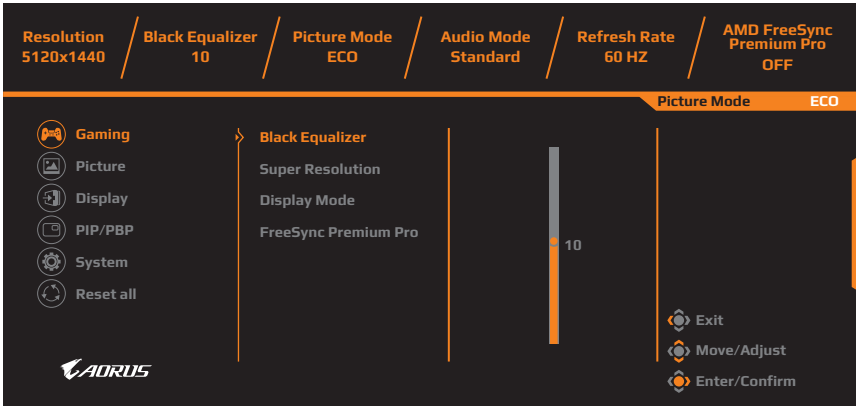 Resolution
5120x1440
Black Equalizer
10
Picture Mode
ECO
Audio Mode
Standard
Refresh Rate
60 HZ
AMD FreeSync
Premium Pro
OFF
Picture Mode ECO
Gaming
Picture
Display
PIP/PBP
System
Reset all
Black Equalizer
Super Resolution
Display Mode
FreeSync Premium Pro
10
Exit
Move/Adjust
Enter/Confirm
AORUS